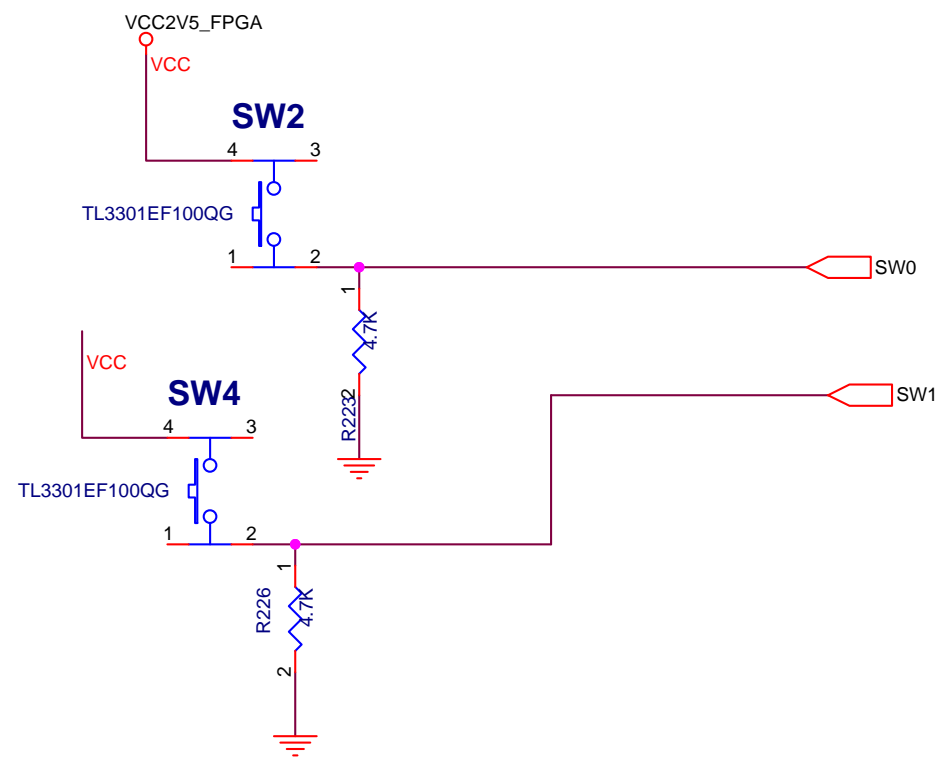 VCC2V5_FPGA
VCC
SW2
4
3
TL3301EF100QG
1
2
SW0
1
4.7K
2
R223
VCC
SW4
4
3
SW1
TL3301EF100QG
1
2
1
R226
4.7K
2